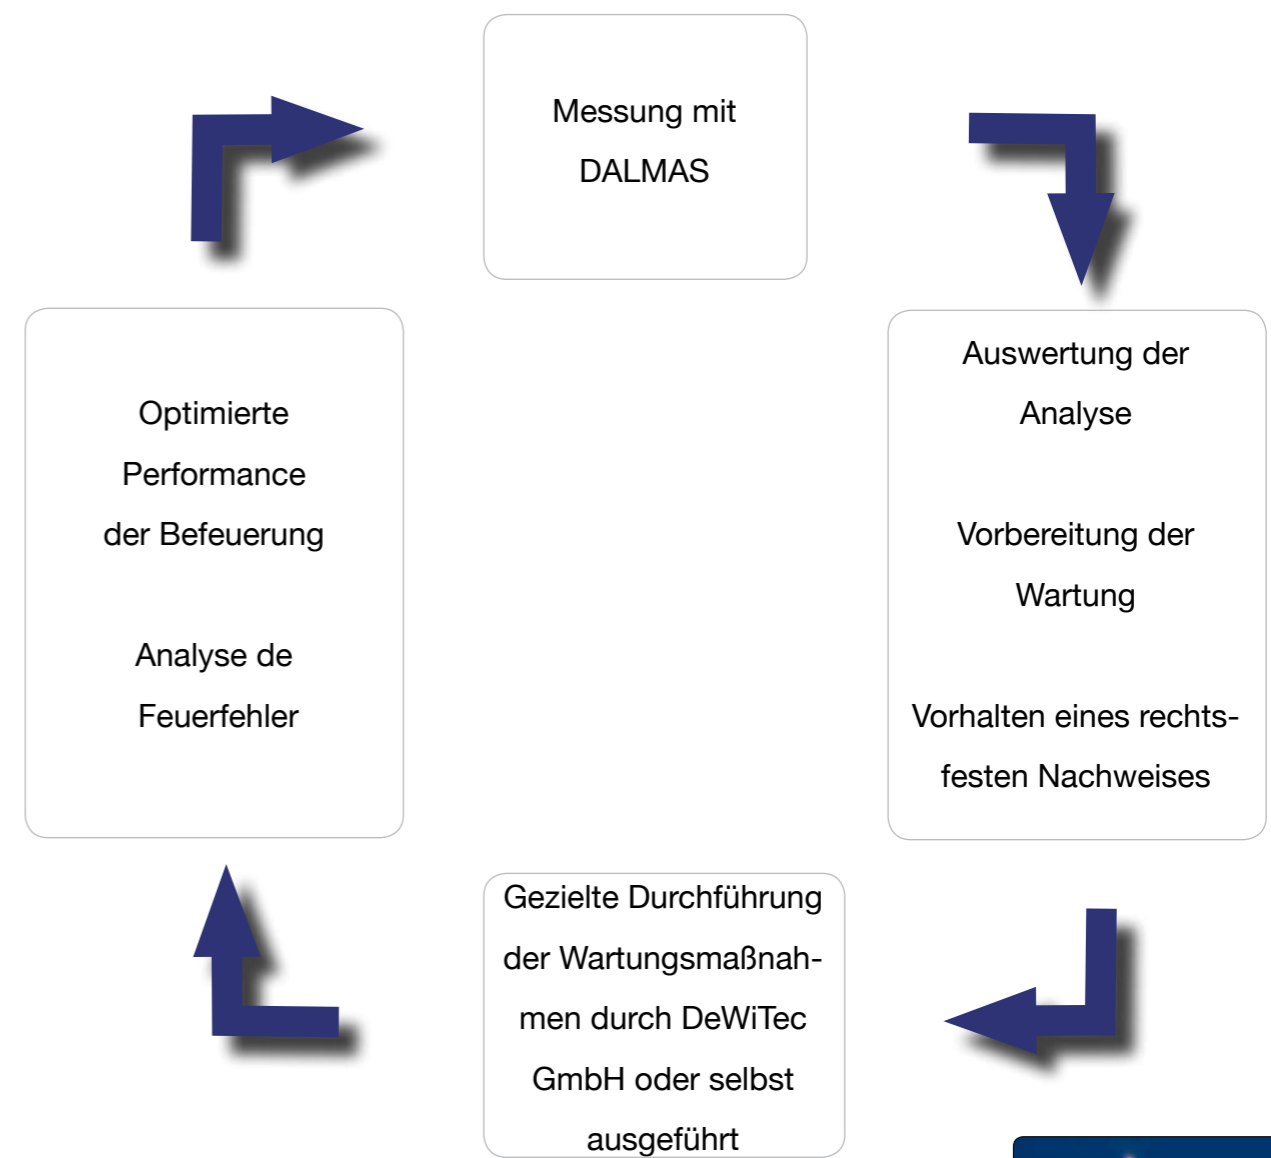 Messung mit
DALMAS
Auswertung der
Analyse
Vorbereitung der
Wartung
Vorhalten eines rechts-
festen Nachweises
Gezielte Durchführung
der Wartungsmaßnah-
men durch DeWiTec
GmbH oder selbst
ausgeführt
Optimierte
Performance
der Befeuerung
Analyse de
Feuerfehler